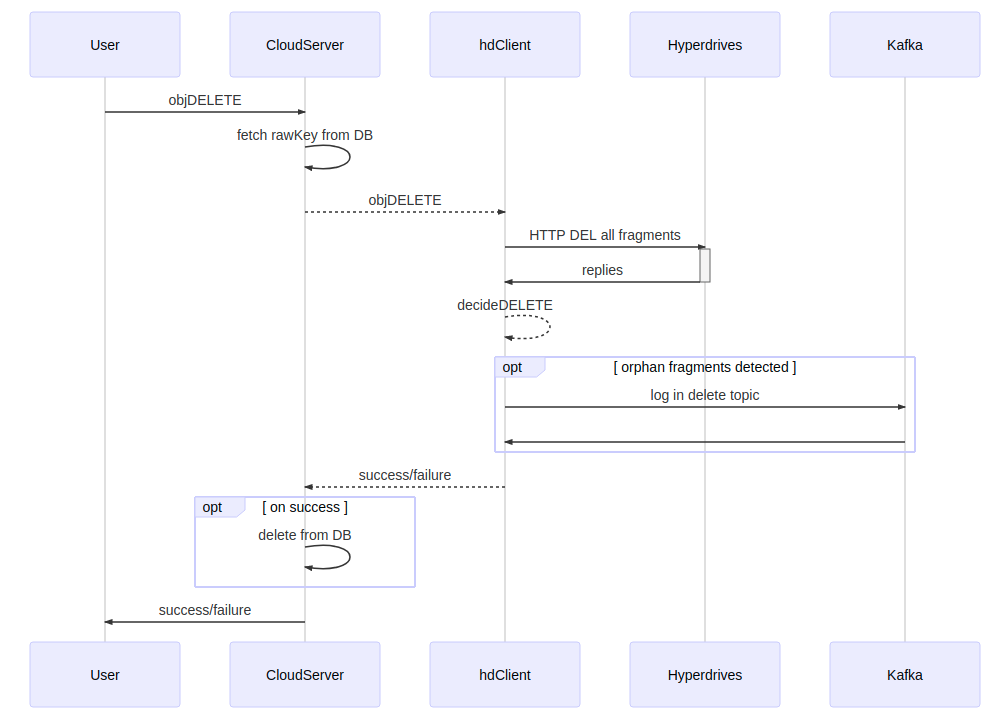 User
CloudServer
hdClient
Hyperdrives
Kafka
objDELETE
fetch rawKey from DB
objDELETE
HTTP DEL all fragments
replies
decideDELETE
opt
[ orphan fragments detected ]
log in delete topic
success/failure
opt
[ on success ]
delete from DB
success/failure
User
CloudServer
hdClient
Hyperdrives
Kafka